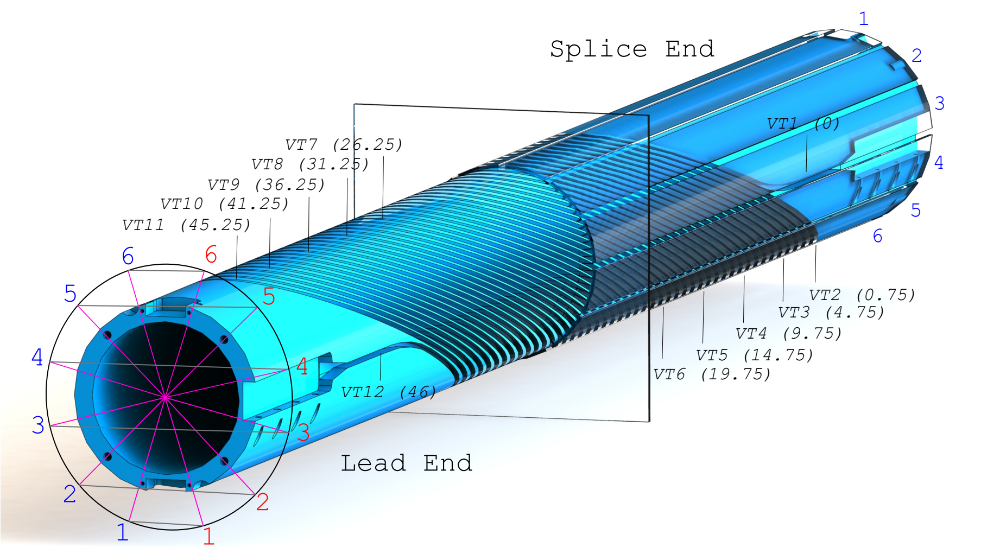 1
Splice End
2
3
VT1 (0)
VT7 (26.25)
VT8 (31.25)
4
VT9 (36.25)
VT10 (41.25)
5
VT11 (45.25)
6
6 6
5 5
VT2 (0.75)
VT3 (4.75)
VT4 (9.75)
VT5 (14.75)
VT6 (19.75)
4 4
VT12 (46)
3 3
Lead End
2 2
1 1